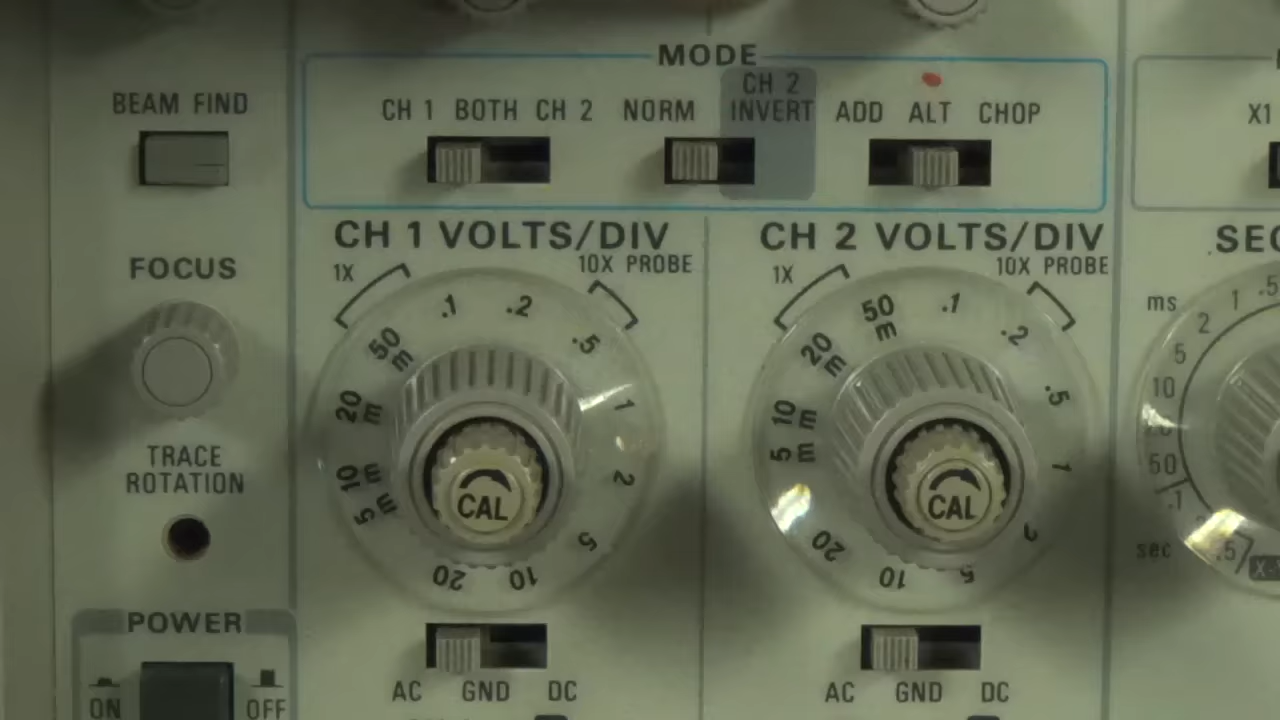 MODE
BEAM FIND
CH 1 BOTH CH 2
NORM
CH 2
INVERT
ADD ALT CHOP
X1
CH 1 VOLTS/DIV
1X
10X PROBE
CH 2 VOLTS/DIV
1X
10X PROBE
SEC
FOCUS
5 m
10 m
20 m
50 m
.1
.2
.5
1
2
5
10
20
CAL
5 m
10 m
20 m
50 m
.1
.2
.5
1
2
5
10
20
CAL
ms
.5
1
2
5
10
50
.1
sec
.5
TRACE
ROTATION
POWER
ON
OFF
AC GND DC
AC GND DC